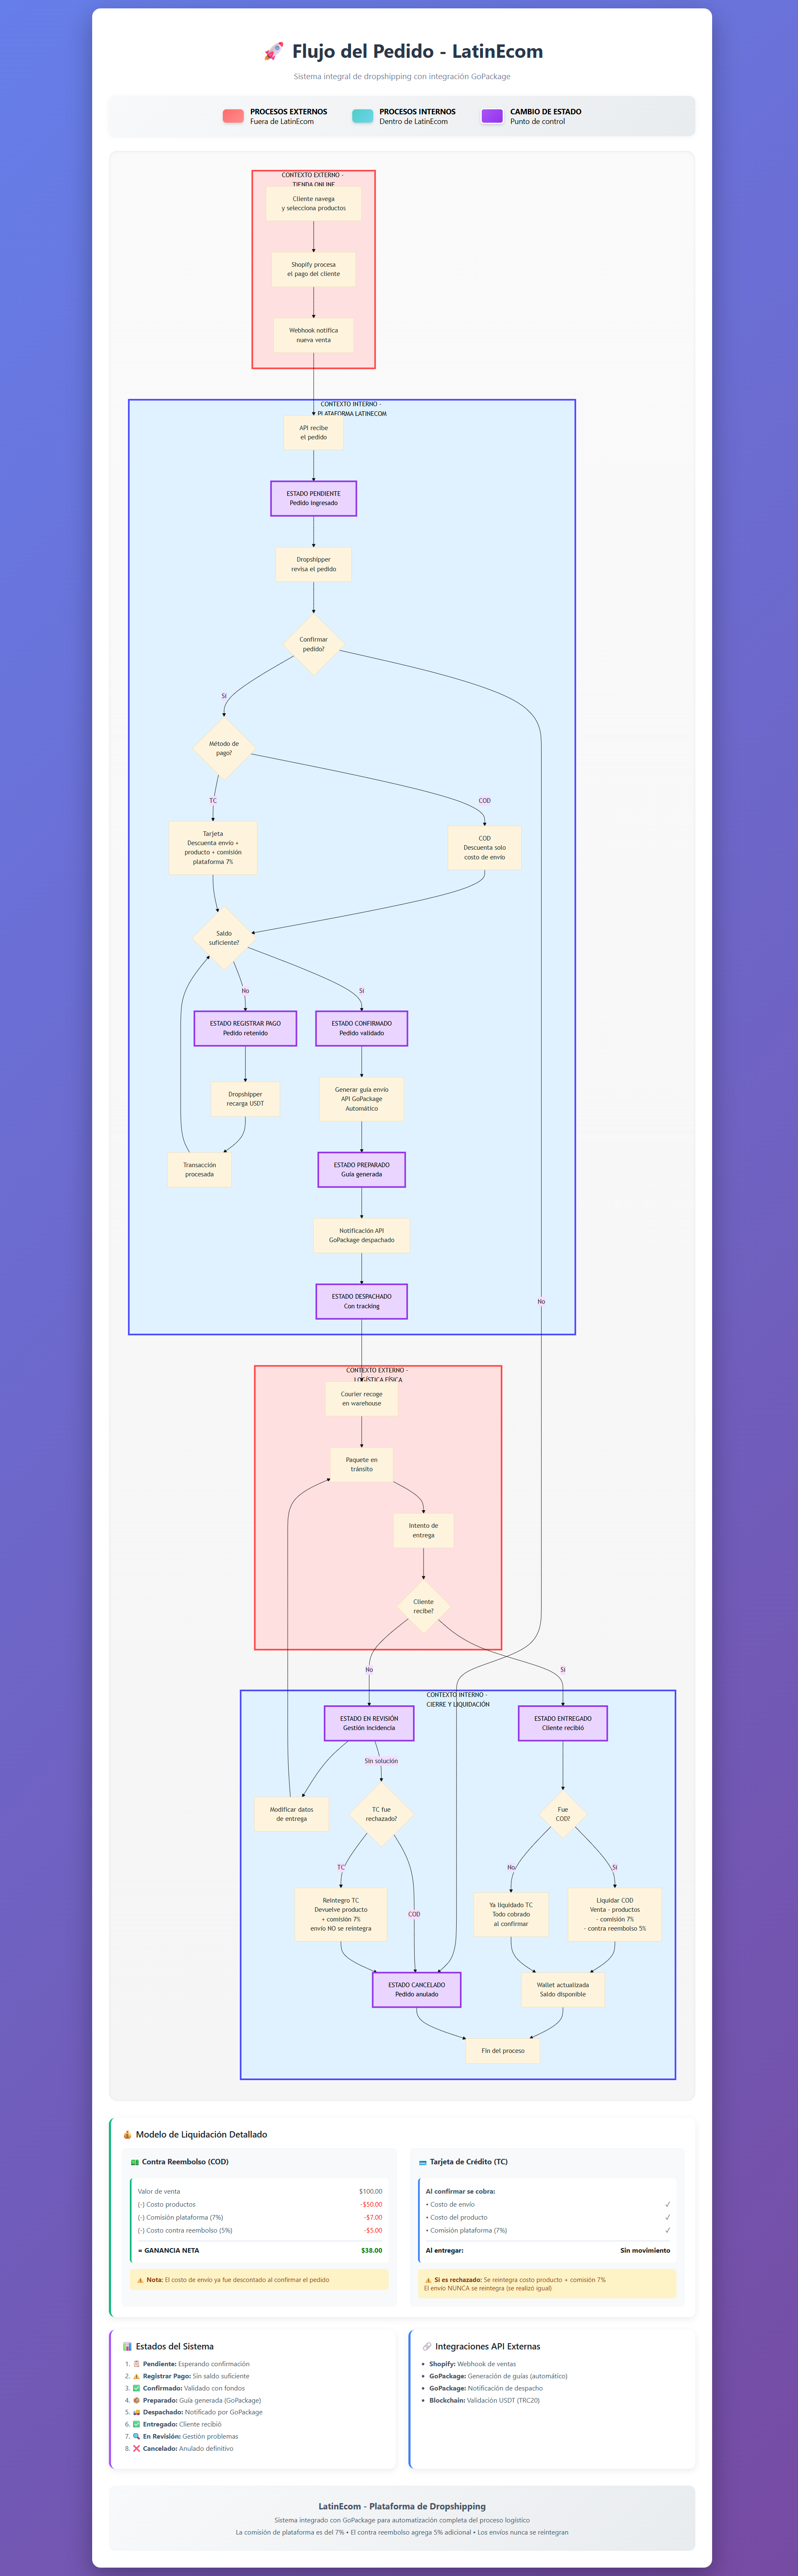 🚀 Flujo del Pedido - LatinEcom
Sistema integral de dropshipping con integración GoPackage
PROCESOS EXTERNOS
Fuera de LatinEcom
PROCESOS INTERNOS
Dentro de LatinEcom
CAMBIO DE ESTADO
Punto de control
CONTEXTO EXTERNO -
TIENDA ONLINE
Cliente navega
y selecciona productos
Shopify procesa
el pago del cliente
Webhook notifica
nueva venta
CONTEXTO INTERNO -
PLATAFORMA LATINECOM
API recibe
el pedido
ESTADO PENDIENTE
Pedido ingresado
Dropshipper
revisa el pedido
Confirmar
pedido?
Sí
Método de
pago?
TC
COD
Tarjeta
Descuenta envío +
producto + comisión
plataforma 7%
COD
Descuenta solo
costo de envío
Saldo
suficiente?
No
Sí
ESTADO REGISTRAR PAGO
Pedido retenido
ESTADO CONFIRMADO
Pedido validado
Dropshipper
recarga USDT
Generar guía envío
API GoPackage
Automático
Transacción
procesada
ESTADO PREPARADO
Guía generada
Notificación API
GoPackage despachado
ESTADO DESPACHADO
Con tracking
No
CONTEXTO EXTERNO -
LOGÍSTICA FÍSICA
Courier recoge
en warehouse
Paquete en
tránsito
Intento de
entrega
Cliente
recibe?
No
Sí
CONTEXTO INTERNO -
CIERRE Y LIQUIDACIÓN
ESTADO EN REVISIÓN
Gestión incidencia
ESTADO ENTREGADO
Cliente recibió
Sin solución
Modificar datos
de entrega
TC fue
rechazado?
Fue
COD?
TC
COD
No
Sí
Reintegro TC
Devuelve producto
+ comisión 7%
envío NO se reintegra
Ya liquidado TC
Todo cobrado
al confirmar
Liquidar COD
Venta - productos
- comisión 7%
- contra reembolso 5%
ESTADO CANCELADO
Pedido anulado
Wallet actualizada
Saldo disponible
Fin del proceso
💰 Modelo de Liquidación Detallado
💵 Contra Reembolso (COD)
Valor de venta $100.00
(-) Costo productos -$50.00
(-) Comisión plataforma (7%) -$7.00
(-) Costo contra reembolso (5%) -$5.00
= GANANCIA NETA $38.00
⚠️ Nota: El costo de envío ya fue descontado al confirmar el pedido
💳 Tarjeta de Crédito (TC)
Al confirmar se cobra:
• Costo de envío ✓
• Costo del producto ✓
• Comisión plataforma (7%) ✓
Al entregar: Sin movimiento
⚠️ Si es rechazado: Se reintegra costo producto + comisión 7%
El envío NUNCA se reintegra (se realizó igual)
📊 Estados del Sistema
1. 📋 Pendiente: Esperando confirmación
2. ⚠️ Registrar Pago: Sin saldo suficiente
3. ✅ Confirmado: Validado con fondos
4. 📦 Preparado: Guía generada (GoPackage)
5. 🚚 Despachado: Notificado por GoPackage
6. ✅ Entregado: Cliente recibió
7. 🔍 En Revisión: Gestión problemas
8. ❌ Cancelado: Anulado definitivo
🔗 Integraciones API Externas
• Shopify: Webhook de ventas
• GoPackage: Generación de guías (automático)
• GoPackage: Notificación de despacho
• Blockchain: Validación USDT (TRC20)
LatinEcom - Plataforma de Dropshipping
Sistema integrado con GoPackage para automatización completa del proceso logístico
La comisión de plataforma es del 7% • El contra reembolso agrega 5% adicional • Los envíos nunca se reintegran